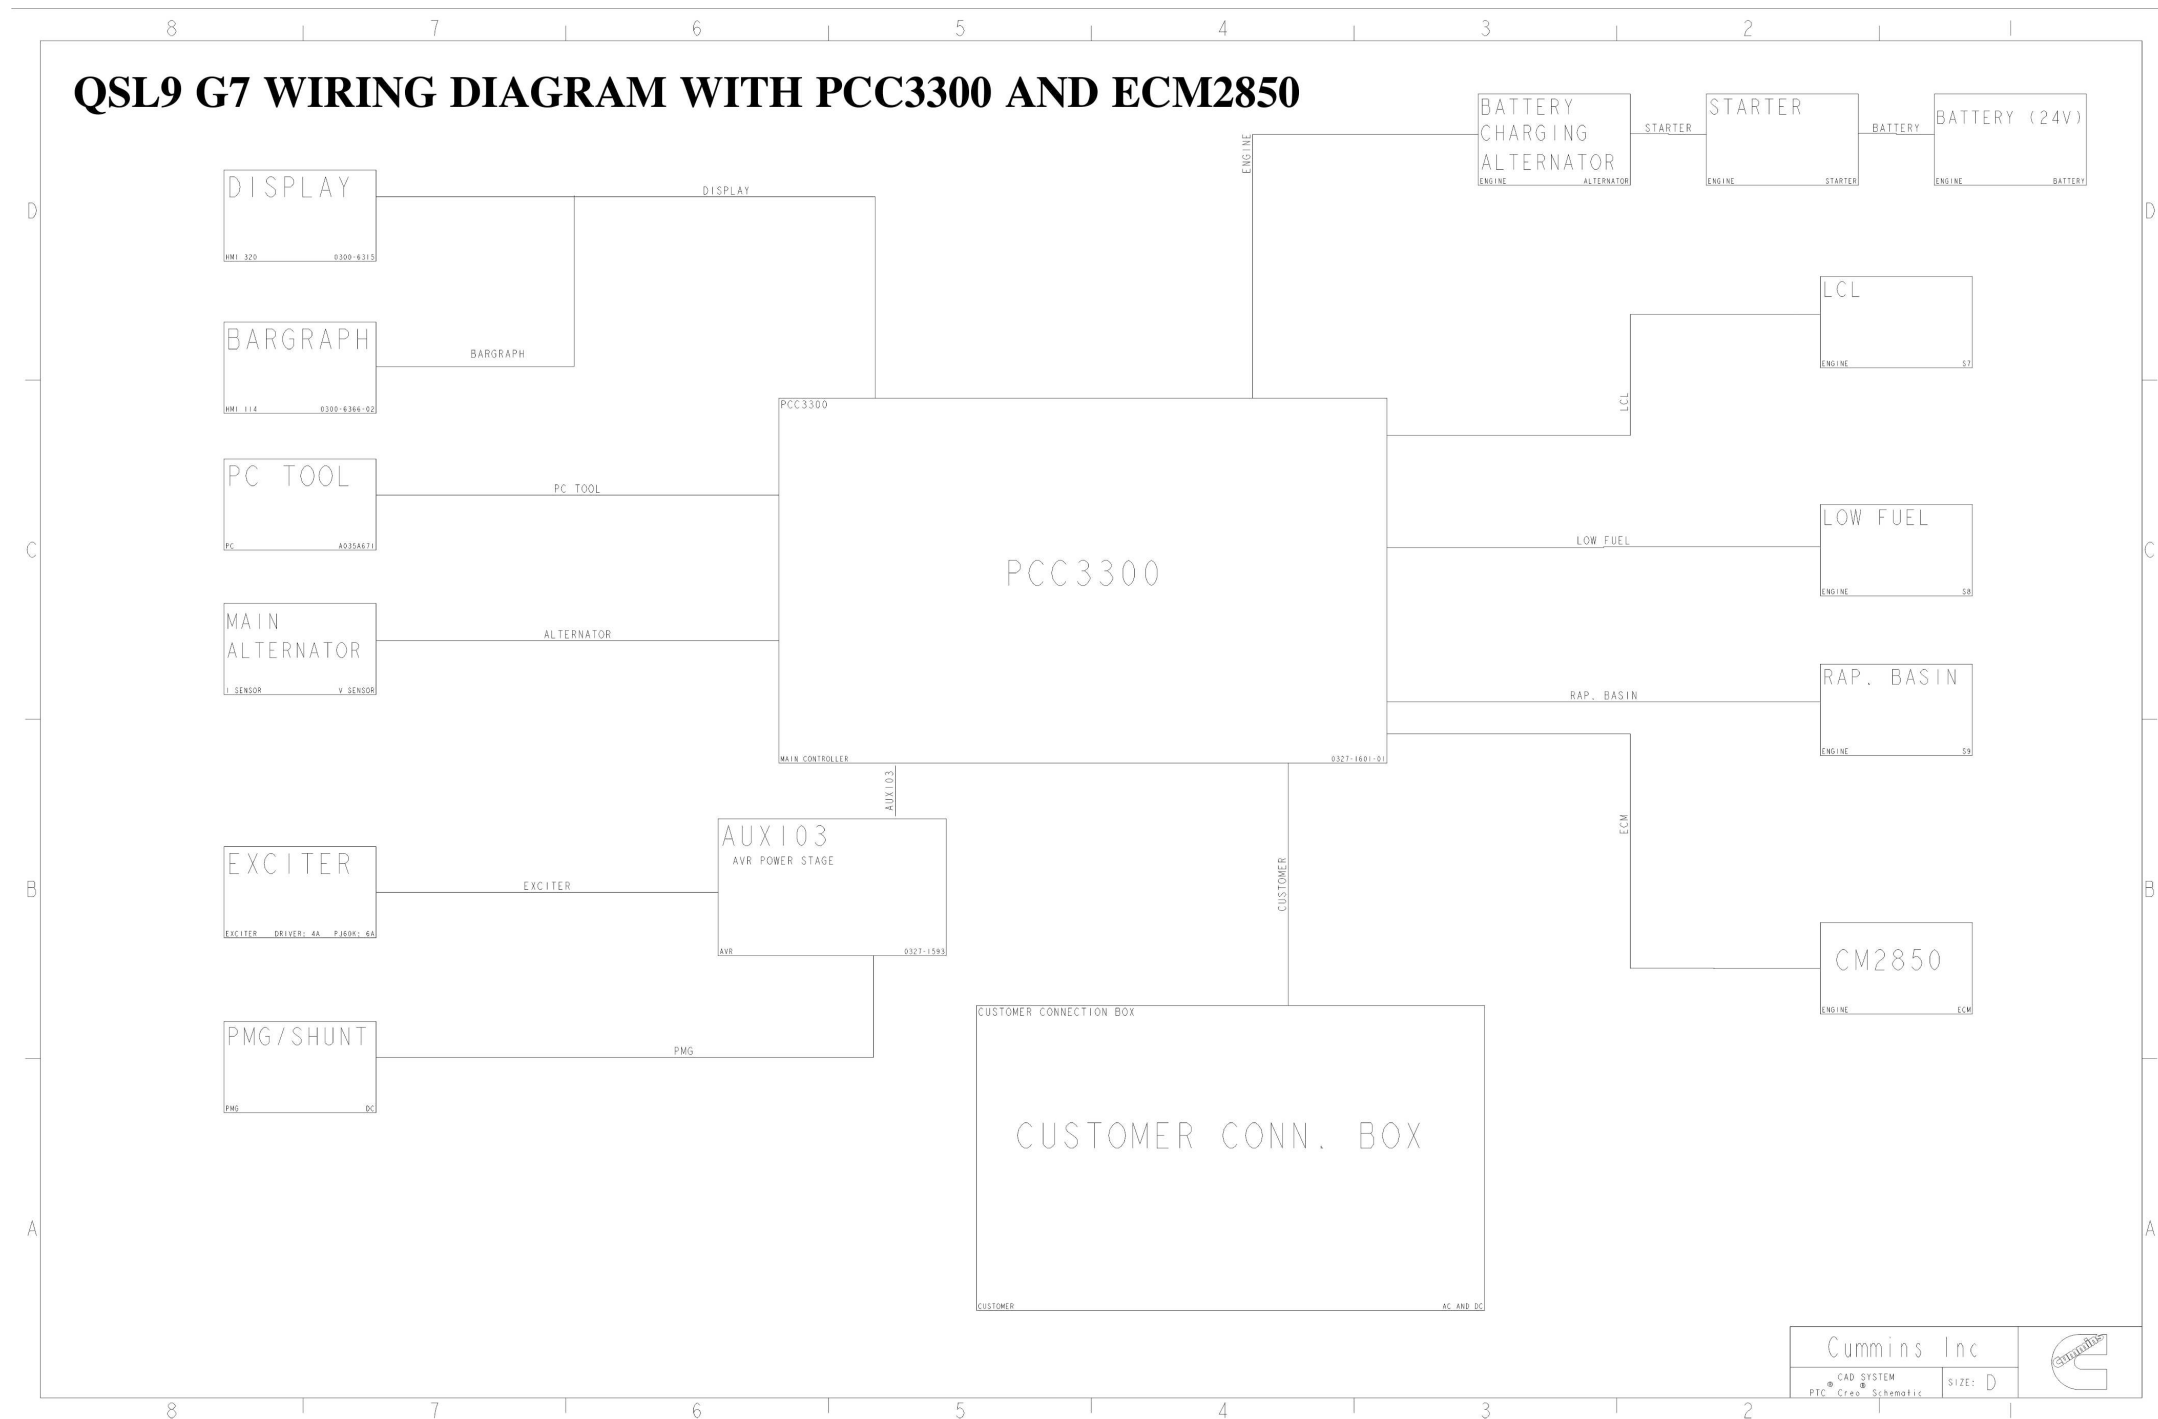 8 7 6 5 4 3 2 1
QSL9 G7 WIRING DIAGRAM WITH PCC3300 AND ECM2850
BATTERY
CHARGING
ALTERNATOR
ENGINE ALTERNATOR
STARTER
STARTER
ENGINE STARTER
BATTERY
BATTERY (24V)
ENGINE BATTERY
ENGINE
DISPLAY
HMI 320 0300-6315
DISPLAY
D
D
LCL
ENGINE S7
LCL
BARGRAPH
HMI 114 0300-6366-02
BARGRAPH
PCC3300
PCC3300
MAIN CONTROLLER 0327-1601-01
PC TOOL
PC A035A671
PC TOOL
LOW FUEL
LOW FUEL
ENGINE S8
C
C
MAIN
ALTERNATOR
I SENSOR V SENSOR
ALTERNATOR
RAP. BASIN
RAP. BASIN
ENGINE S9
AUX103
AUX103
AVR POWER STAGE
AVR 0327-1593
ECM
EXCITER
EXCITER DRIVER: 4A PJ60K: 6A
EXCITER
CUSTOMER
B
B
CM2850
ENGINE ECM
PMG/SHUNT
PMG DC
PMG
CUSTOMER CONNECTION BOX
CUSTOMER CONN. BOX
CUSTOMER AC AND DC
A
A
Cummins Inc
CAD SYSTEM
PTC® Creo® Schematic
SIZE: D
Cummins
8 7 6 5 4 3 2 1